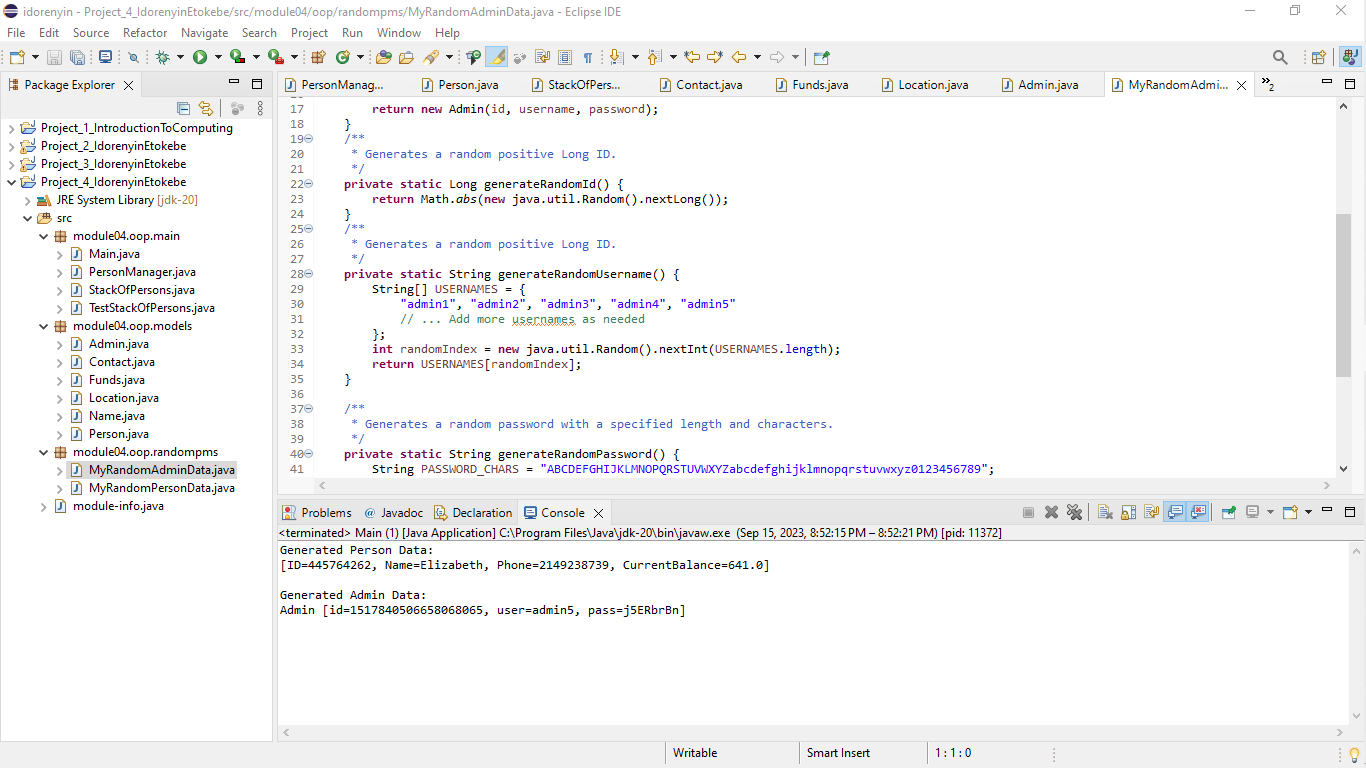 idorenyin - Project_4_IdorenyinEtokebe/src/module04/oop/randompms/MyRandomAdminData.java - Eclipse IDE
File Edit Source Refactor Navigate Search Project Run Window Help
Package Explorer
Project_1_IntroductionToComputing
Project_2_IdorenyinEtokebe
Project_3_IdorenyinEtokebe
Project_4_IdorenyinEtokebe
JRE System Library [jdk-20]
src
module04.oop.main
Main.java
PersonManager.java
StackOfPersons.java
TestStackOfPersons.java
module04.oop.models
Admin.java
Contact.java
Funds.java
Location.java
Name.java
Person.java
module04.oop.randompms
MyRandomAdminData.java
MyRandomPersonData.java
module-info.java
PersonManag... Person.java StackOfPers... Contact.java Funds.java Location.java Admin.java MyRandomAdmi... »2
17 return new Admin(id, username, password);
18 }
19 /**
20 * Generates a random positive Long ID.
21 */
22 private static Long generateRandomId() {
23 return Math.abs(new java.util.Random().nextLong());
24 }
25 /**
26 * Generates a random positive Long ID.
27 */
28 private static String generateRandomUsername() {
29 String[] USERNAMES = {
30 "admin1", "admin2", "admin3", "admin4", "admin5"
31 // ... Add more usernames as needed
32 };
33 int randomIndex = new java.util.Random().nextInt(USERNAMES.length);
34 return USERNAMES[randomIndex];
35 }
36
37 /**
38 * Generates a random password with a specified length and characters.
39 */
40 private static String generateRandomPassword() {
41 String PASSWORD_CHARS = "ABCDEFGHIJKLMNOPQRSTUVWXYZabcdefghijklmnopqrstuvwxyz0123456789";
Problems @ Javadoc Declaration Console
<terminated> Main (1) [Java Application] C:\Program Files\Java\jdk-20\bin\javaw.exe (Sep 15, 2023, 8:52:15 PM – 8:52:21 PM) [pid: 11372]
Generated Person Data:
[ID=445764262, Name=Elizabeth, Phone=2149238739, CurrentBalance=641.0]
Generated Admin Data:
Admin [id=1517840506658068065, user=admin5, pass=j5ERbrBn]
Writable Smart Insert 1 : 1 : 0